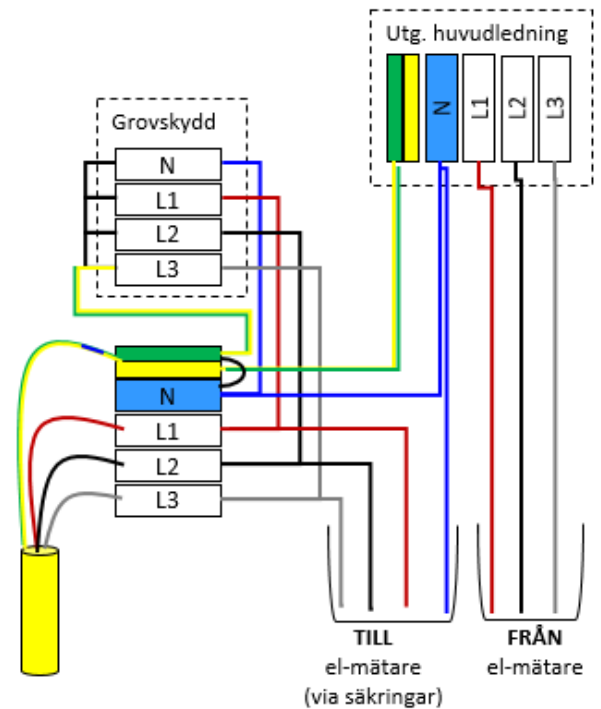 Utg. huvudledning
N
L1
L2
L3
Grovskydd
N
L1
L2
L3
N
L1
L2
L3
TILL
el-mätare
(via säkringar)
FRÅN
el-mätare